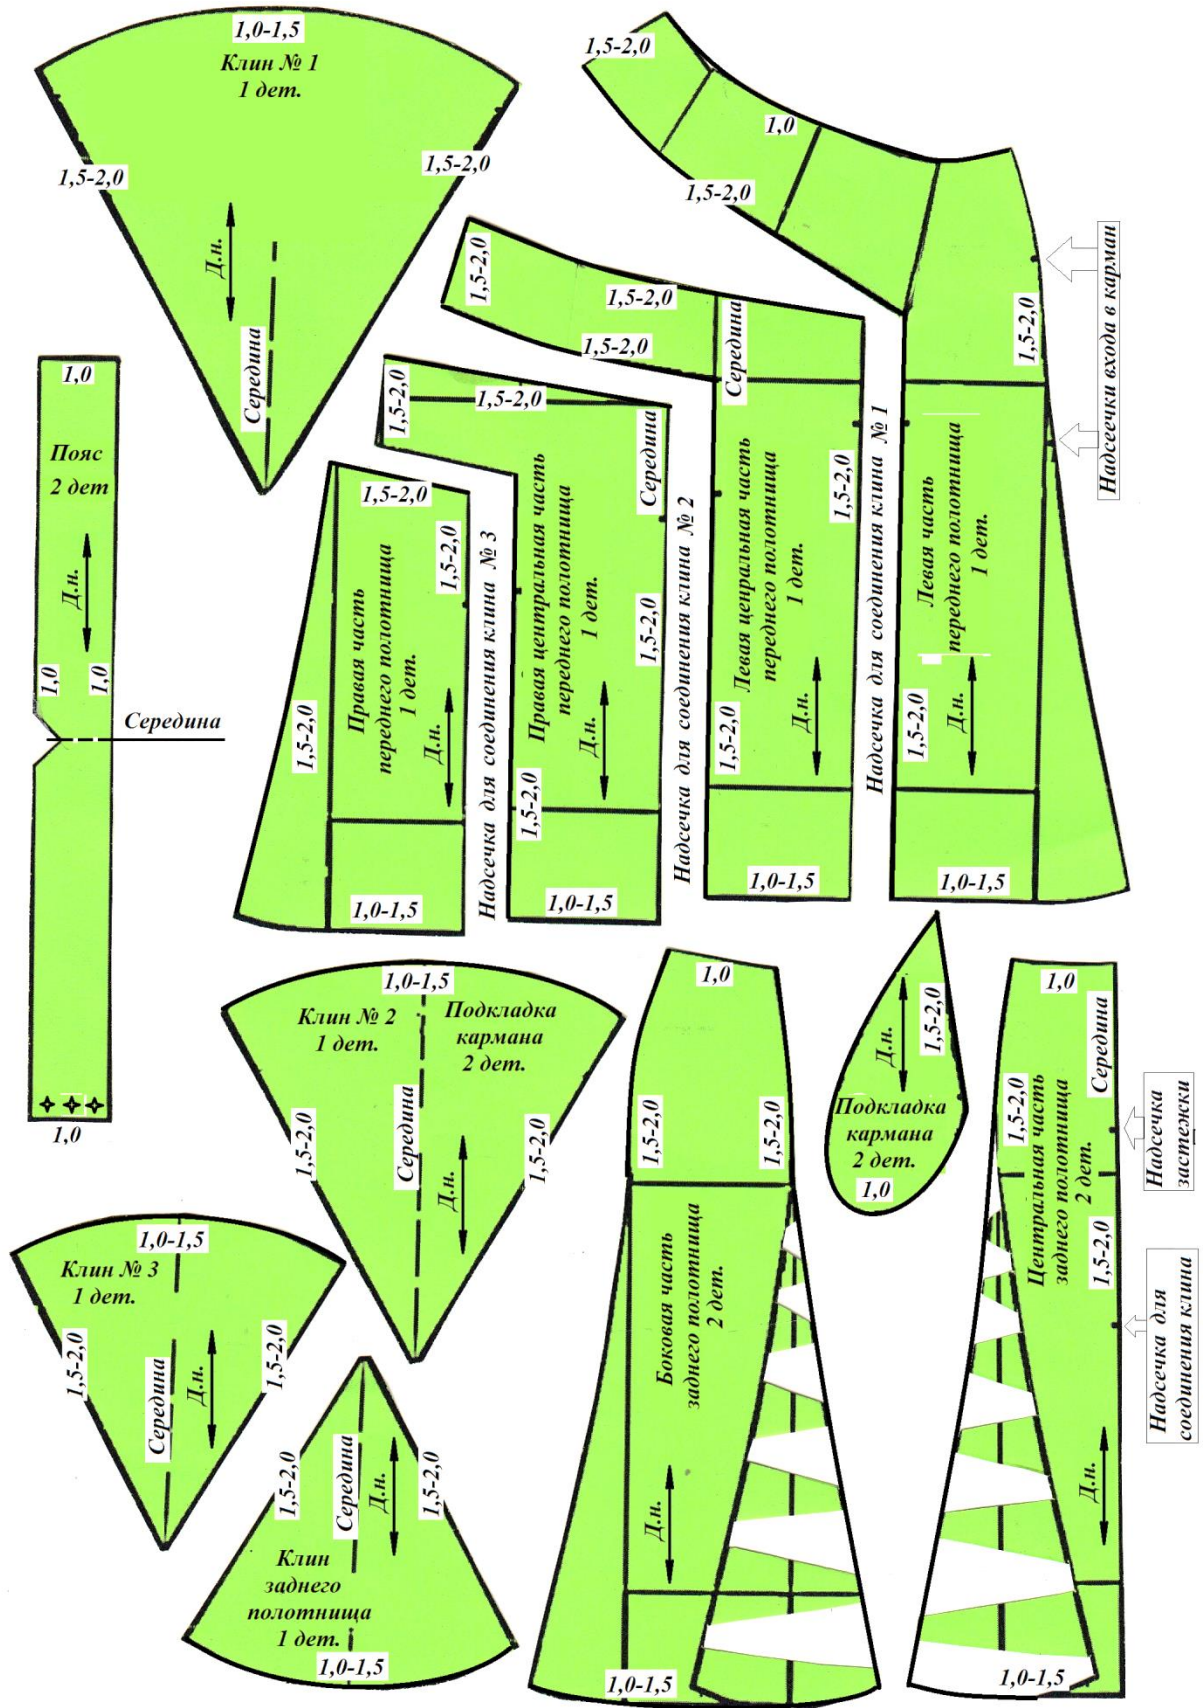 1,0-1,5
Клин № 1
1 дет.
1,5-2,0
1,5-2,0
Д.н.
Середина
1,5-2,0
1,0
1,5-2,0
1,5-2,0
Надсеечки входа в карман
1,5-2,0
1,5-2,0
1,5-2,0
Середина
1,0
Пояс
2 дет
Д.н.
1,0
1,0
Середина
1,0
1,5-2,0
Правая часть
переднего полотнища
1 дет.
1,5-2,0
1,5-2,0
Д.н.
1,0-1,5
Надсечка для соединения клина № 3
1,5-2,0
1,5-2,0
Середина
Правая центральная часть
переднего полотнища
1 дет.
1,5-2,0
Д.н.
1,5-2,0
1,0-1,5
Надсечка для соединения клина № 2
Левая ценральная часть
переднего полотнища
1 дет.
1,5-2,0
1,5-2,0
Д.н.
1,0-1,5
Надсечка для соединения клина № 1
Левая часть
переднего полотница
1 дет.
1,5-2,0
Д.н.
1,0-1,5
1,0-1,5
Клин № 2
1 дет.
Подкладка
кармана
2 дет.
1,5-2,0
Середина
Д.н.
1,5-2,0
1,0-1,5
Клин № 3
1 дет.
1,5-2,0
Середина
Д.н.
1,5-2,0
1,5-2,0
Середина
Д.н.
1,5-2,0
Клин
заднего
полотнища
1 дет.
1,0-1,5
1,0
1,5-2,0
1,5-2,0
Боковая часть
заднего полотнища
2 дет.
Д.н.
1,0-1,5
Д.н.
1,5-2,0
Подкладка
кармана
2 дет.
1,0
1,0
Середина
1,5-2,0
Центральная часть
заднего полотнища
2 дет.
1,5-2,0
Д.н.
1,0-1,5
Надсечка
застежки
Надсечка для
соединения клина